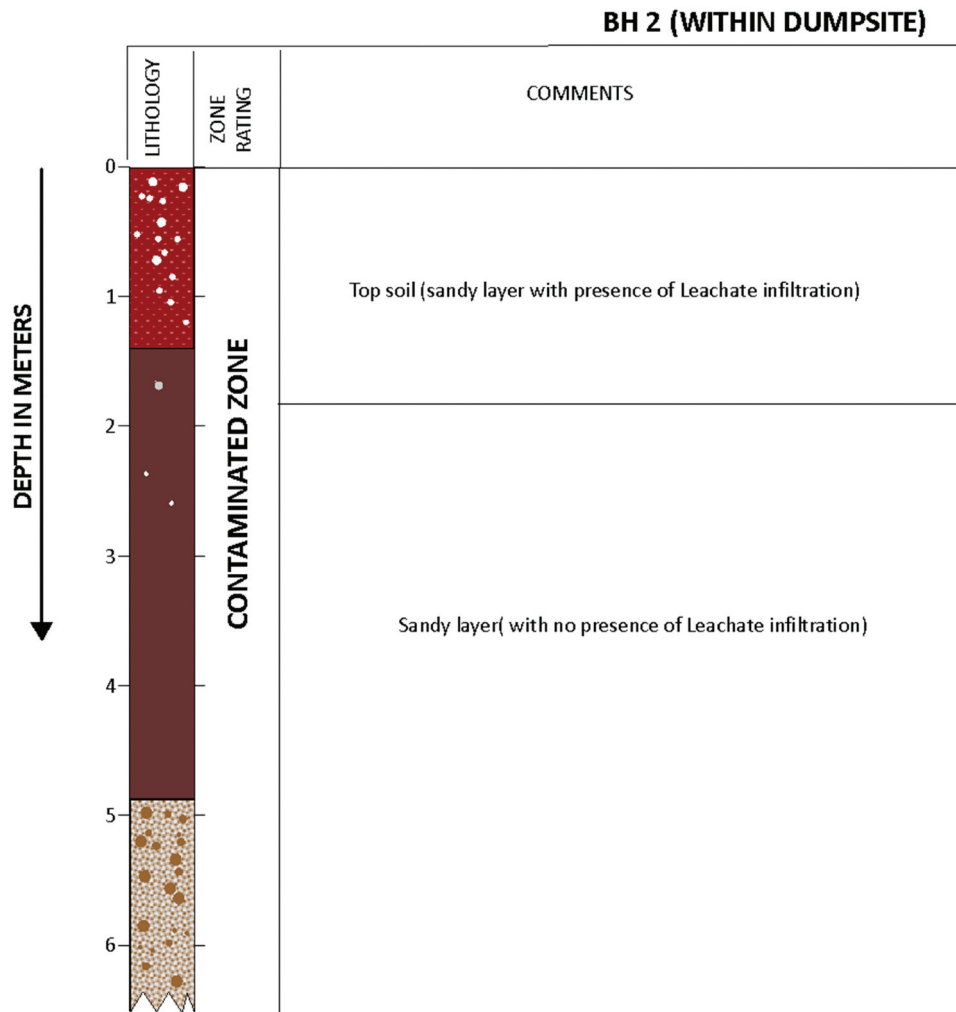 BH 2 (WITHIN DUMPSITE)
LITHOLOGY
ZONE
RATING
COMMENTS
DEPTH IN METERS
0
1
2
3
4
5
6
CONTAMINATED ZONE
Top soil (sandy layer with presence of Leachate infiltration)
Sandy layer( with no presence of Leachate infiltration)